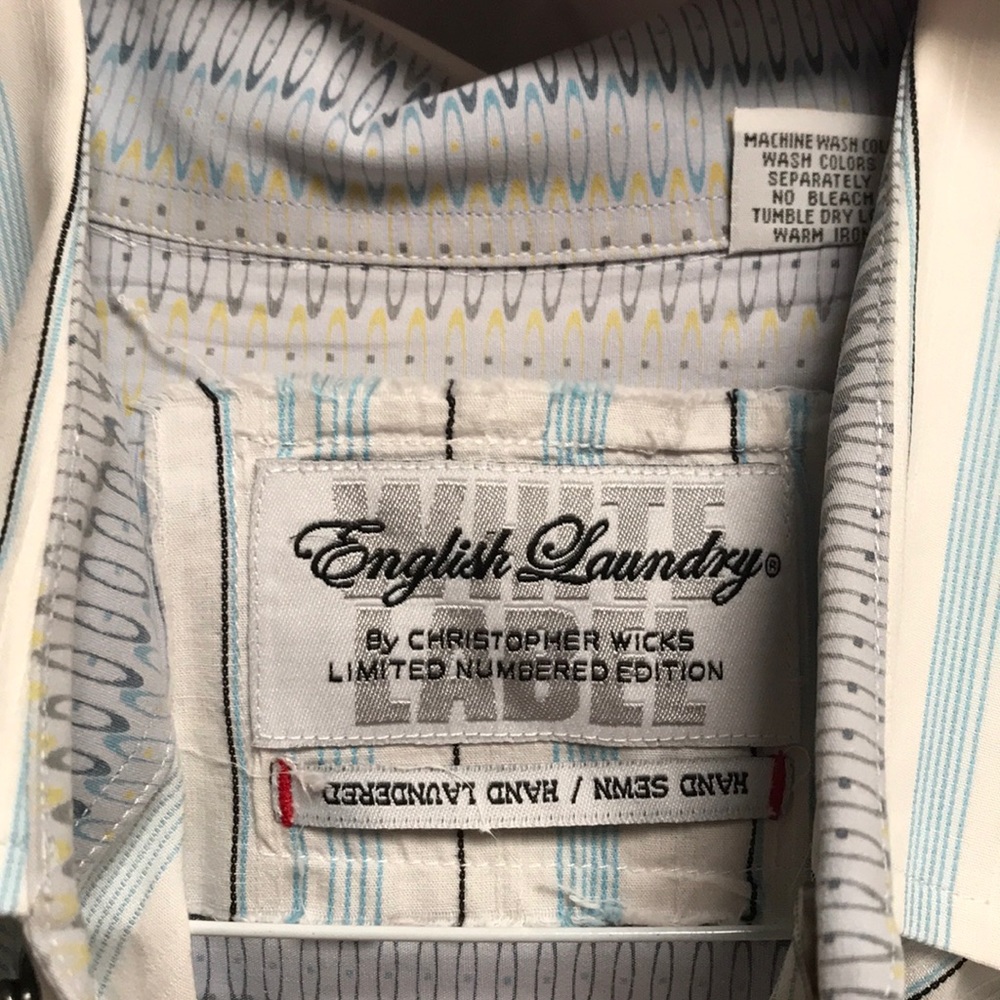 MACHINE WASH COL
WASH COLORS
SEPARATELY
NO BLEACH
TUMBLE DRY L
WARM IRON
WHITE
English Laundry®
LABEL
By CHRISTOPHER WICKS
LIMITED NUMBERED EDITION
HAND SEWN / HAND LAUNDERED